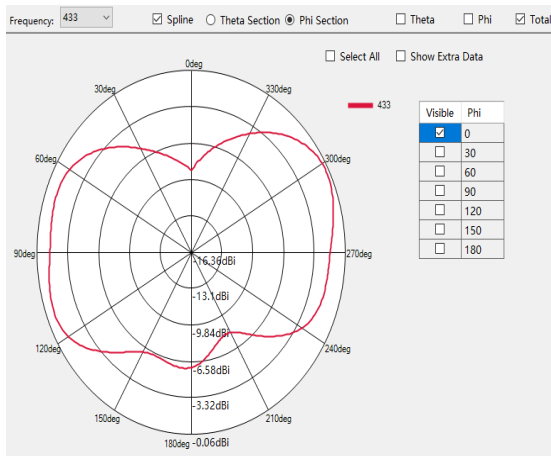 Frequency: 433 Spline Theta Section Phi Section Theta Phi Total
Select All Show Extra Data
0deg
30deg 330deg
433
Visible Phi
0
30
60
90
120
150
180
60deg 300deg
90deg 270deg
-16.36dBi
-13.1dBi
-9.84dBi
120deg 240deg
-6.58dBi
-3.32dBi
150deg 210deg
180deg -0.06dBi